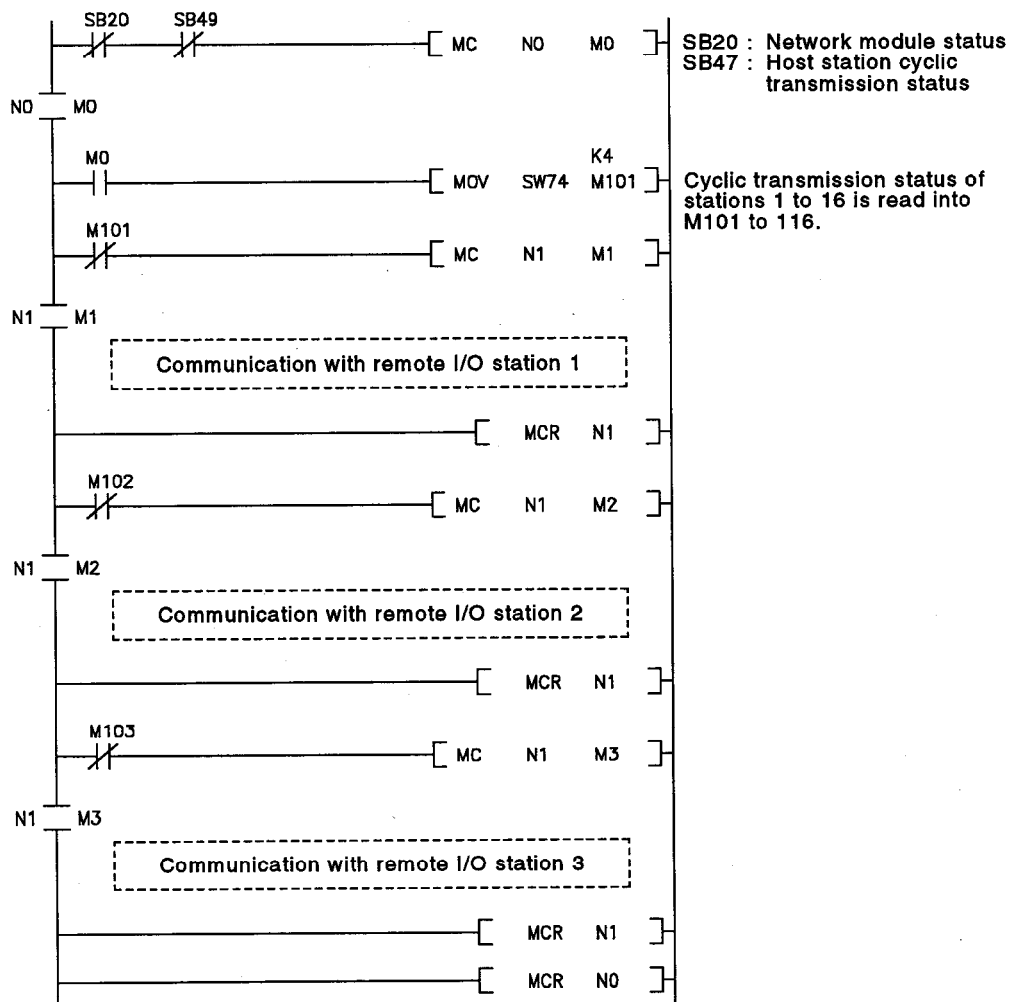 SB20 SB49
MC N0 M0
SB20 : Network module status
SB47 : Host station cyclic
transmission status
N0 M0
M0
K4
MOV SW74 M101
Cyclic transmission status of
stations 1 to 16 is read into
M101 to 116.
M101
MC N1 M1
N1 M1
Communication with remote I/O station 1
MCR N1
M102
MC N1 M2
N1 M2
Communication with remote I/O station 2
MCR N1
M103
MC N1 M3
N1 M3
Communication with remote I/O station 3
MCR N1
MCR N0